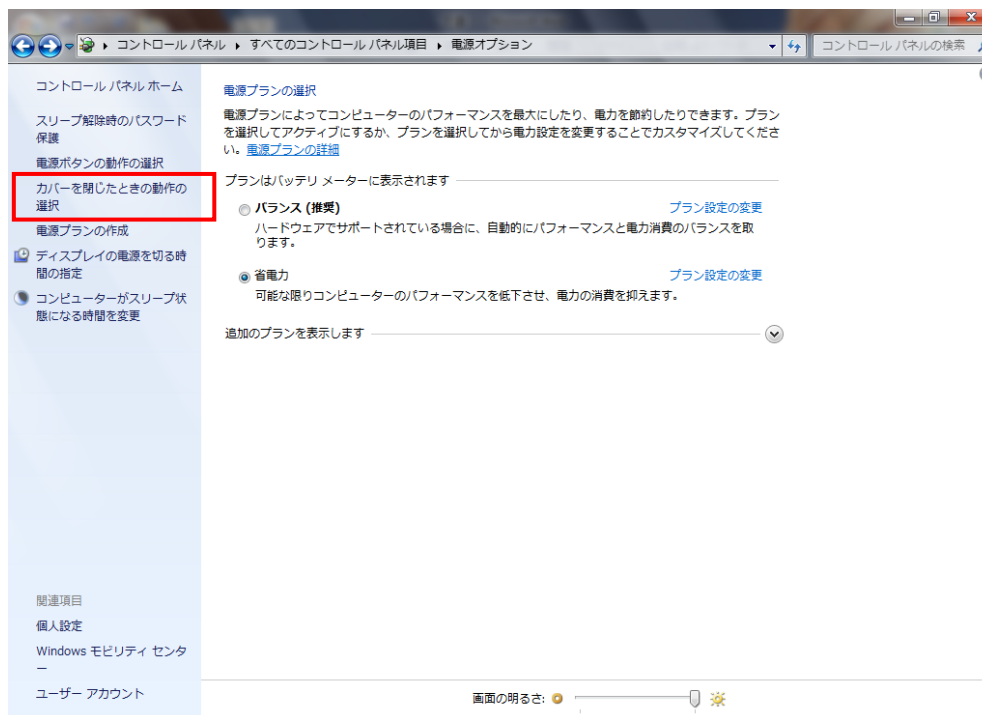 コントロール パネル ▸ すべてのコントロール パネル項目 ▸ 電源オプション
コントロール パネルの検索
コントロール パネル ホーム
スリープ解除時のパスワード
保護
電源ボタンの動作の選択
カバーを閉じたときの動作の
選択
電源プランの作成
ディスプレイの電源を切る時
間の指定
コンピューターがスリープ状
態になる時間を変更
関連項目
個人設定
Windows モビリティ センタ
ー
ユーザー アカウント
電源プランの選択
電源プランによってコンピューターのパフォーマンスを最大にしたり、電力を節約したりできます。プラン
を選択してアクティブにするか、プランを選択してから電力設定を変更することでカスタマイズしてくださ
い。電源プランの詳細
プランはバッテリ メーターに表示されます
バランス (推奨) プラン設定の変更
ハードウェアでサポートされている場合に、自動的にパフォーマンスと電力消費のバランスを取
ります。
省電力 プラン設定の変更
可能な限りコンピューターのパフォーマンスを低下させ、電力の消費を抑えます。
追加のプランを表示します
画面の明るさ: